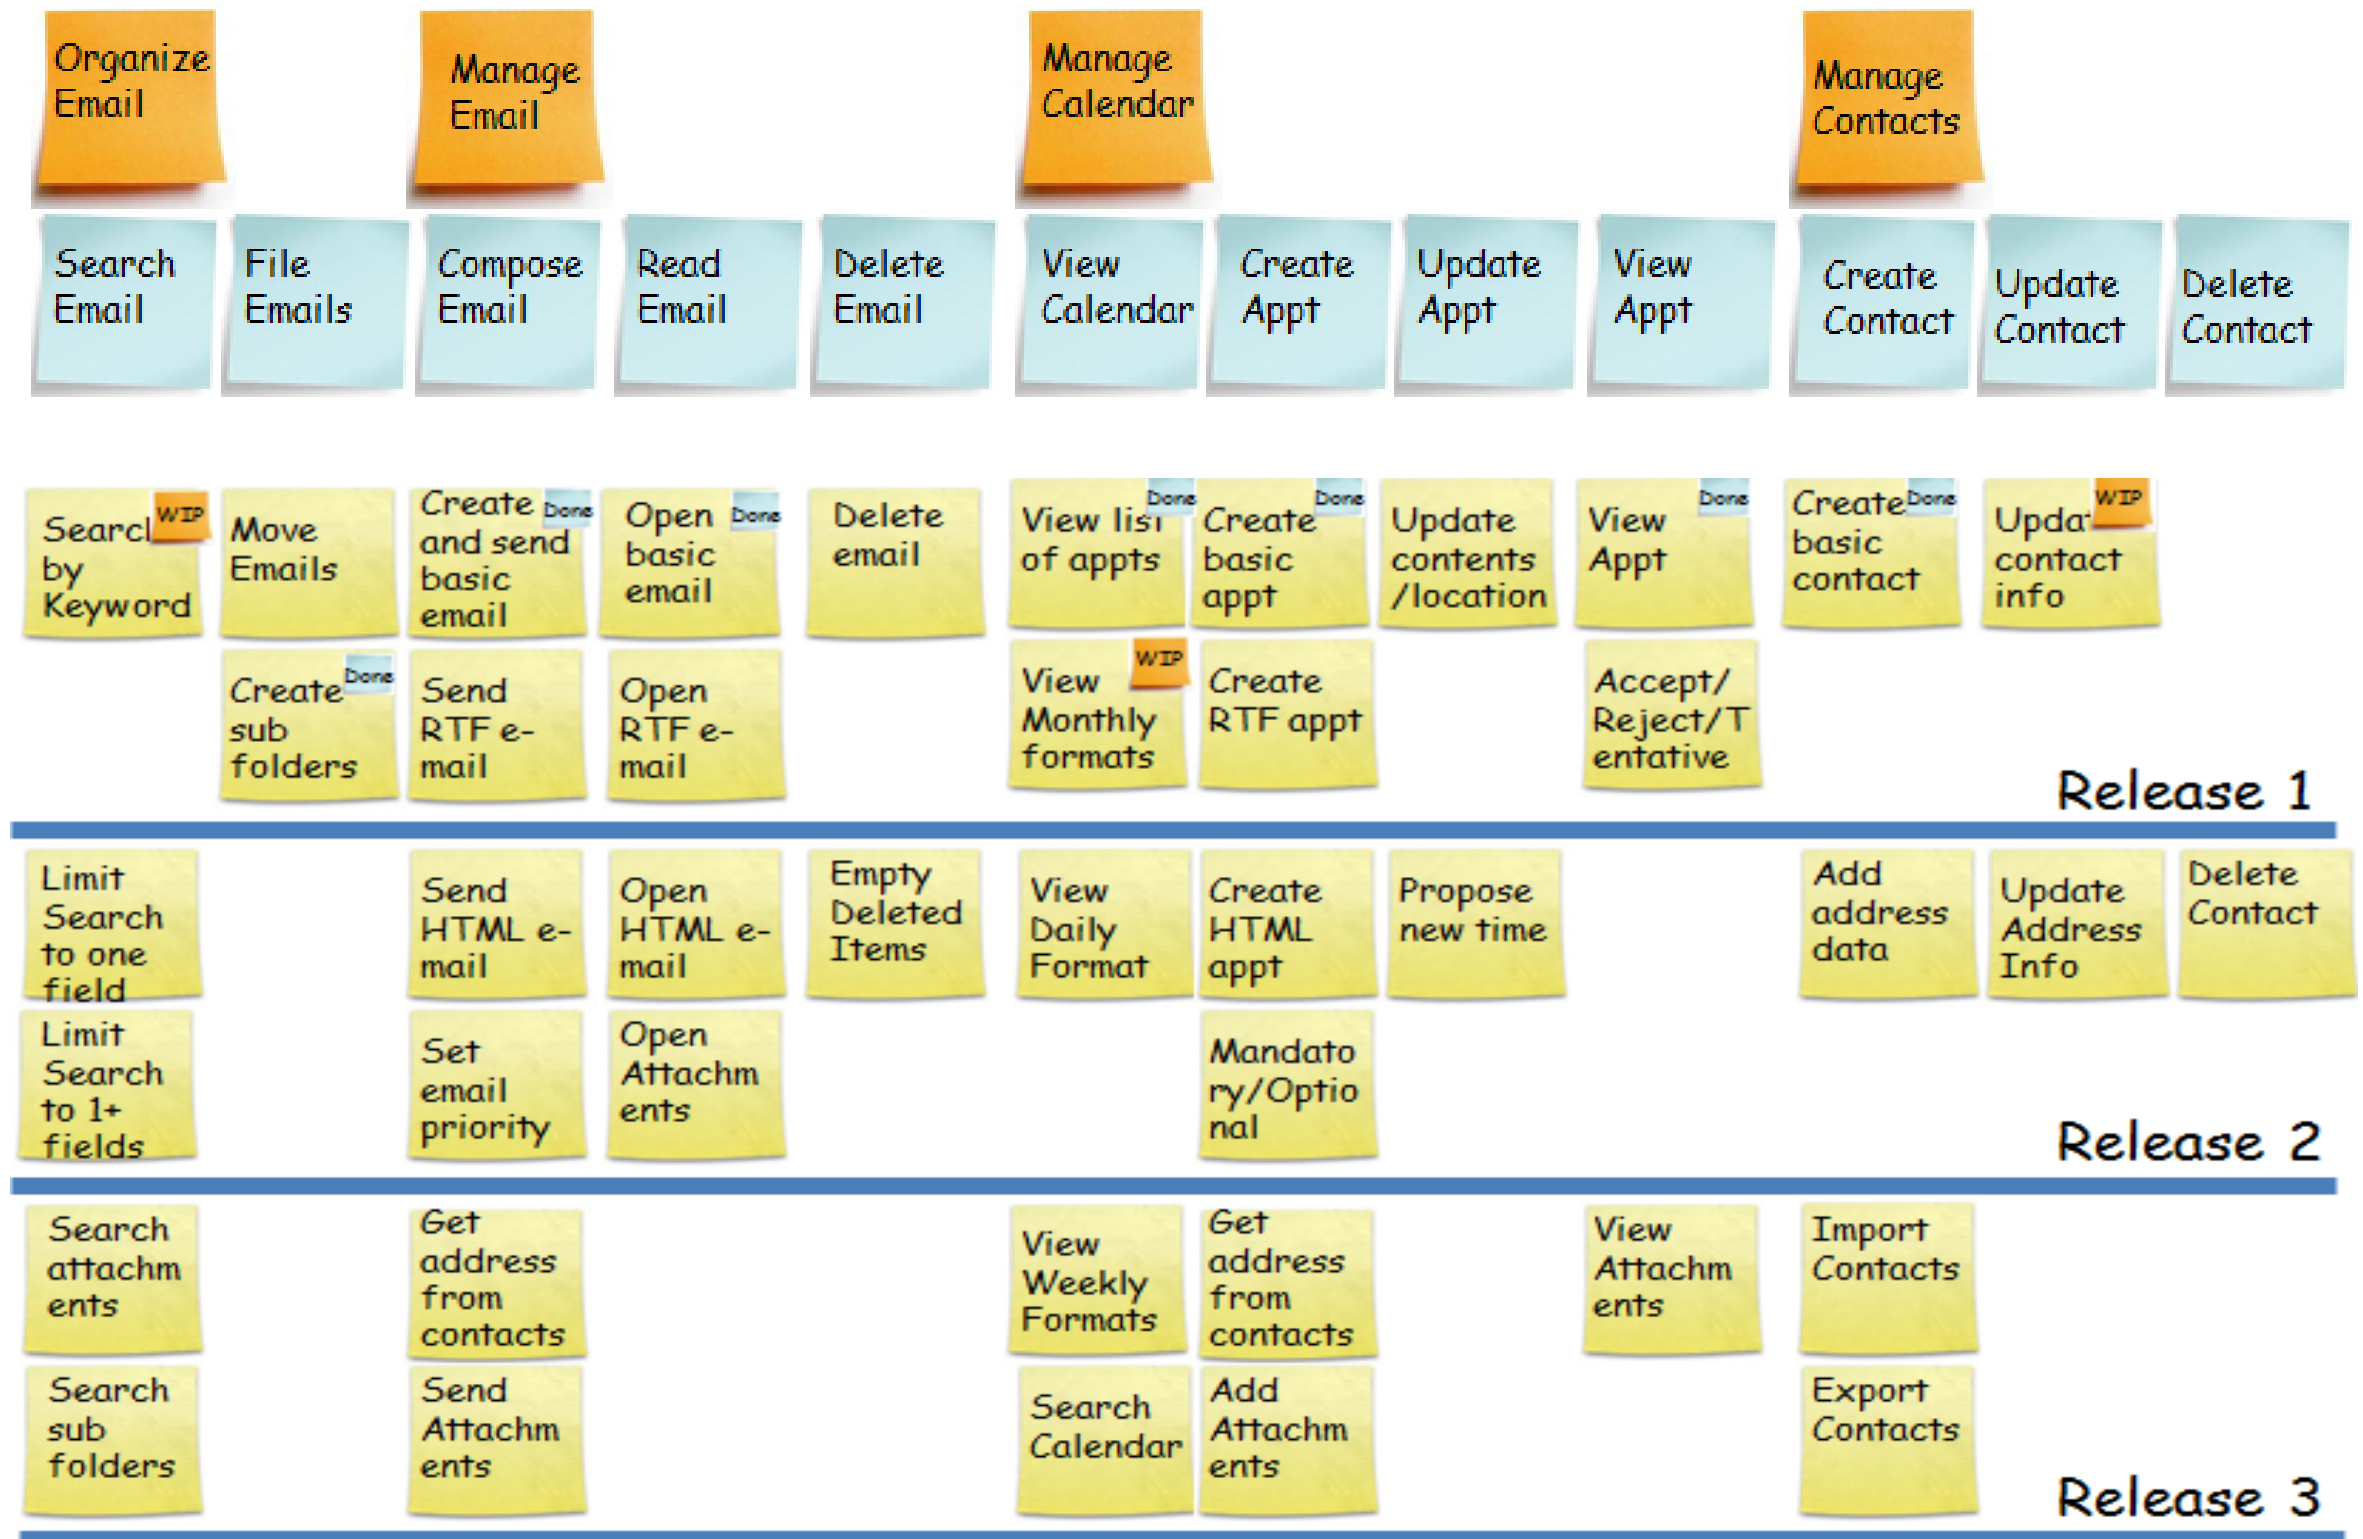 Organize
Email
Manage
Email
Manage
Calendar
Manage
Contacts
Search
Email
File
Emails
Compose
Email
Read
Email
Delete
Email
View
Calendar
Create
Appt
Update
Appt
View
Appt
Create
Contact
Update
Contact
Delete
Contact
WIP
Search
by
Keyword
Move
Emails
Done
Create
and send
basic
email
Done
Open
basic
email
Delete
email
Done
View list
of appts
Done
Create
basic
appt
Update
contents
/location
Done
View
Appt
Done
Create
basic
contact
WIP
Updat
contact
info
Done
Create
sub
folders
Send
RTF e-
mail
Open
RTF e-
mail
WIP
View
Monthly
formats
Create
RTF appt
Accept/
Reject/T
entative
Release 1
Limit
Search
to one
field
Send
HTML e-
mail
Open
HTML e-
mail
Empty
Deleted
Items
View
Daily
Format
Create
HTML
appt
Propose
new time
Add
address
data
Update
Address
Info
Delete
Contact
Limit
Search
to 1+
fields
Set
email
priority
Open
Attachm
ents
Mandato
ry/Optio
nal
Release 2
Search
attachm
ents
Get
address
from
contacts
View
Weekly
Formats
Get
address
from
contacts
View
Attachm
ents
Import
Contacts
Search
sub
folders
Send
Attachm
ents
Search
Calendar
Add
Attachm
ents
Export
Contacts
Release 3